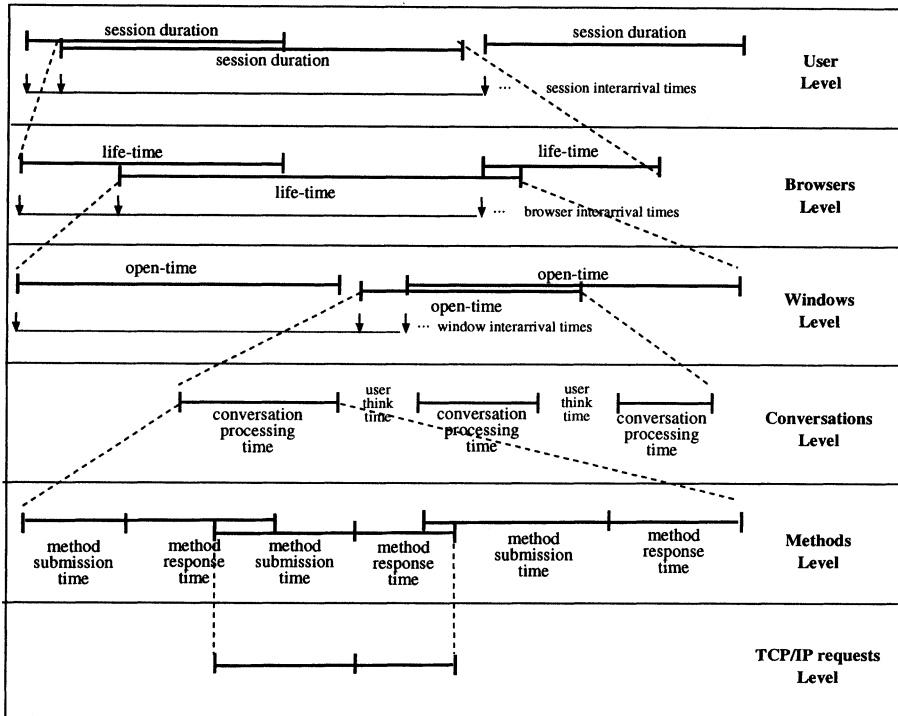 session duration
session duration
session duration
... session interarrival times
User
Level
life-time
life-time
life-time
... browser interarrival times
Browsers
Level
open-time
open-time
open-time
... window interarrival times
Windows
Level
user
think
time
user
think
time
conversation
processing
time
conversation
processing
time
conversation
processing
time
Conversations
Level
method
submission
time
method
response
time
method
submission
time
method
response
time
method
submission
time
method
response
time
Methods
Level
TCP/IP requests
Level